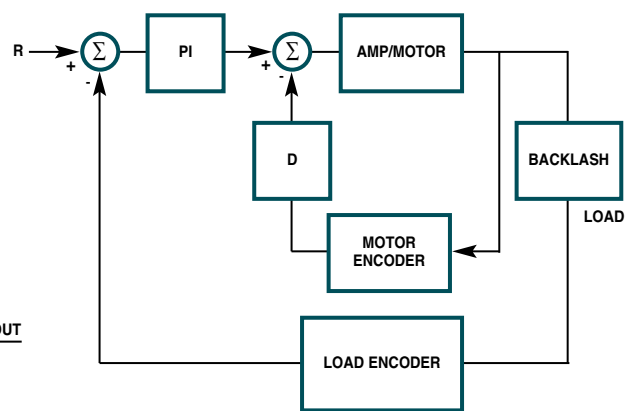 R
+
-
Σ
PI
+
-
Σ
AMP/MOTOR
D
BACKLASH
LOAD
MOTOR
ENCODER
OUT
LOAD ENCODER